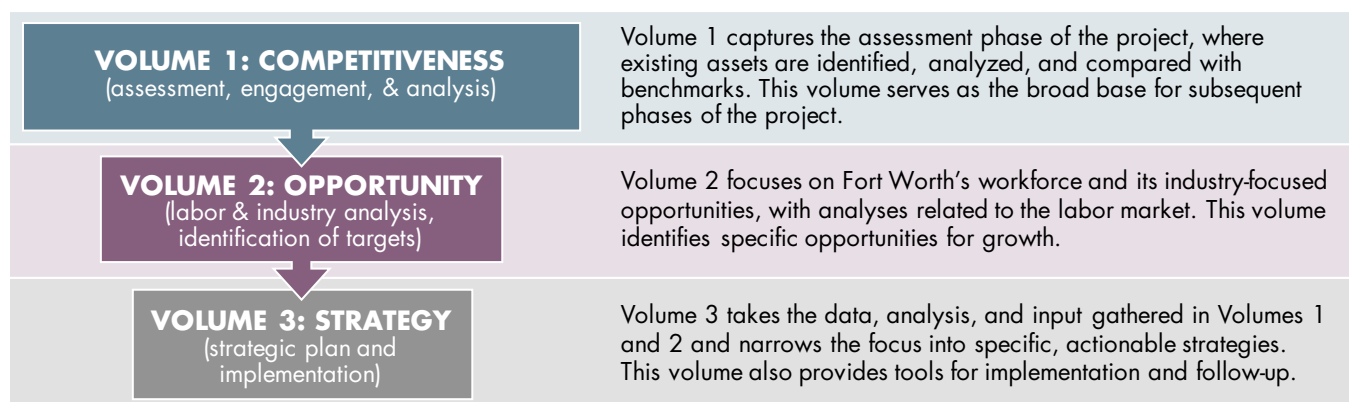 VOLUME 1: COMPETITIVENESS
(assessment, engagement, & analysis)
Volume 1 captures the assessment phase of the project, where
existing assets are identified, analyzed, and compared with
benchmarks. This volume serves as the broad base for subsequent
phases of the project.
VOLUME 2: OPPORTUNITY
(labor & industry analysis,
identification of targets)
Volume 2 focuses on Fort Worth’s workforce and its industry-focused
opportunities, with analyses related to the labor market. This volume
identifies specific opportunities for growth.
VOLUME 3: STRATEGY
(strategic plan and
implementation)
Volume 3 takes the data, analysis, and input gathered in Volumes 1
and 2 and narrows the focus into specific, actionable strategies.
This volume also provides tools for implementation and follow-up.